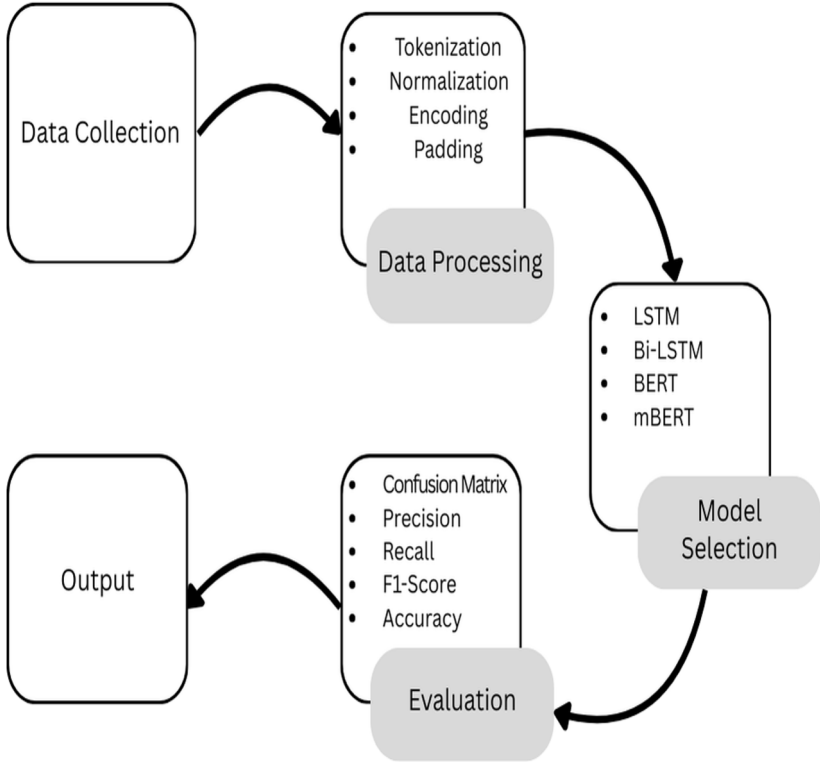 Data Collection
• Tokenization
• Normalization
• Encoding
• Padding
Data Processing
• LSTM
• Bi-LSTM
• BERT
• mBERT
Model
Selection
• Confusion Matrix
• Precision
• Recall
• F1-Score
• Accuracy
Evaluation
Output